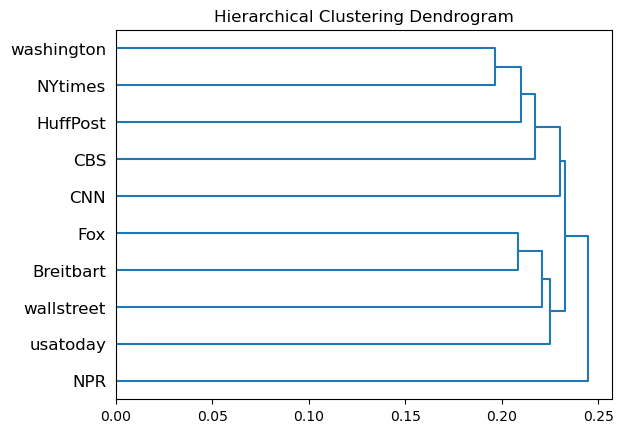 Hierarchical Clustering Dendrogram
washington
NYtimes
HuffPost
CBS
CNN
Fox
Breitbart
wallstreet
usatoday
NPR
0.00 0.05 0.10 0.15 0.20 0.25